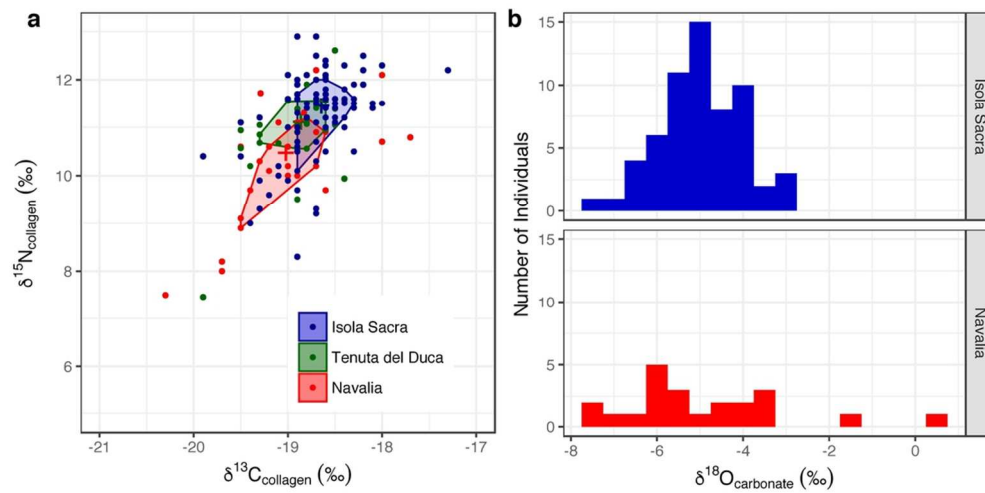 a
δ¹⁵Ncollagen (‰)
12
10
8
6
Isola Sacra
Tenuta del Duca
Navalia
-21
-20
-19
-18
-17
δ¹³Ccollagen (‰)
b
Number of Individuals
15
10
5
0
Isola Sacra
15
10
5
0
Navalia
-8
-6
-4
-2
0
δ¹⁸Ocarbonate (‰)